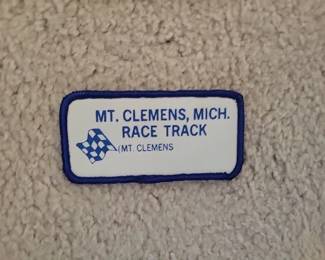 MT. CLEMENS, MICH.
RACE TRACK
(MT. CLEMENS